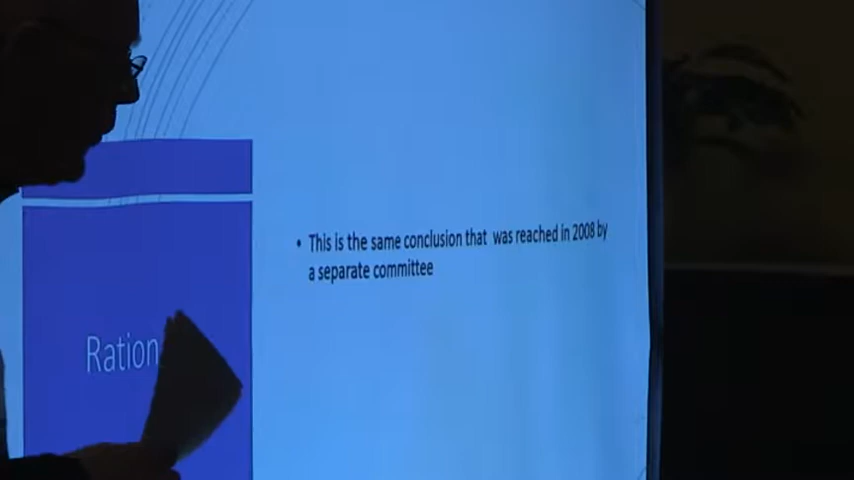 Ration
• This is the same conclusion that was reached in 2008 by
a separate committee